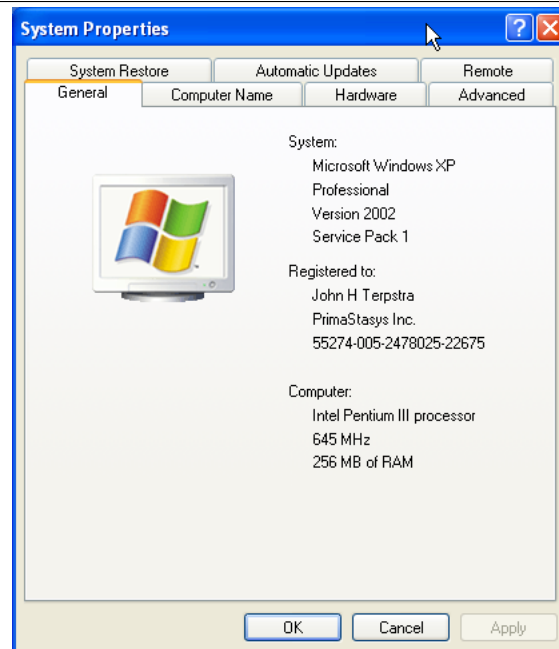 System Properties
System Restore Automatic Updates Remote
General Computer Name Hardware Advanced
System:
Microsoft Windows XP
Professional
Version 2002
Service Pack 1
Registered to:
John H Terpstra
PrimaStasys Inc.
55274-005-2478025-22675
Computer:
Intel Pentium III processor
645 MHz
256 MB of RAM
OK Cancel Apply